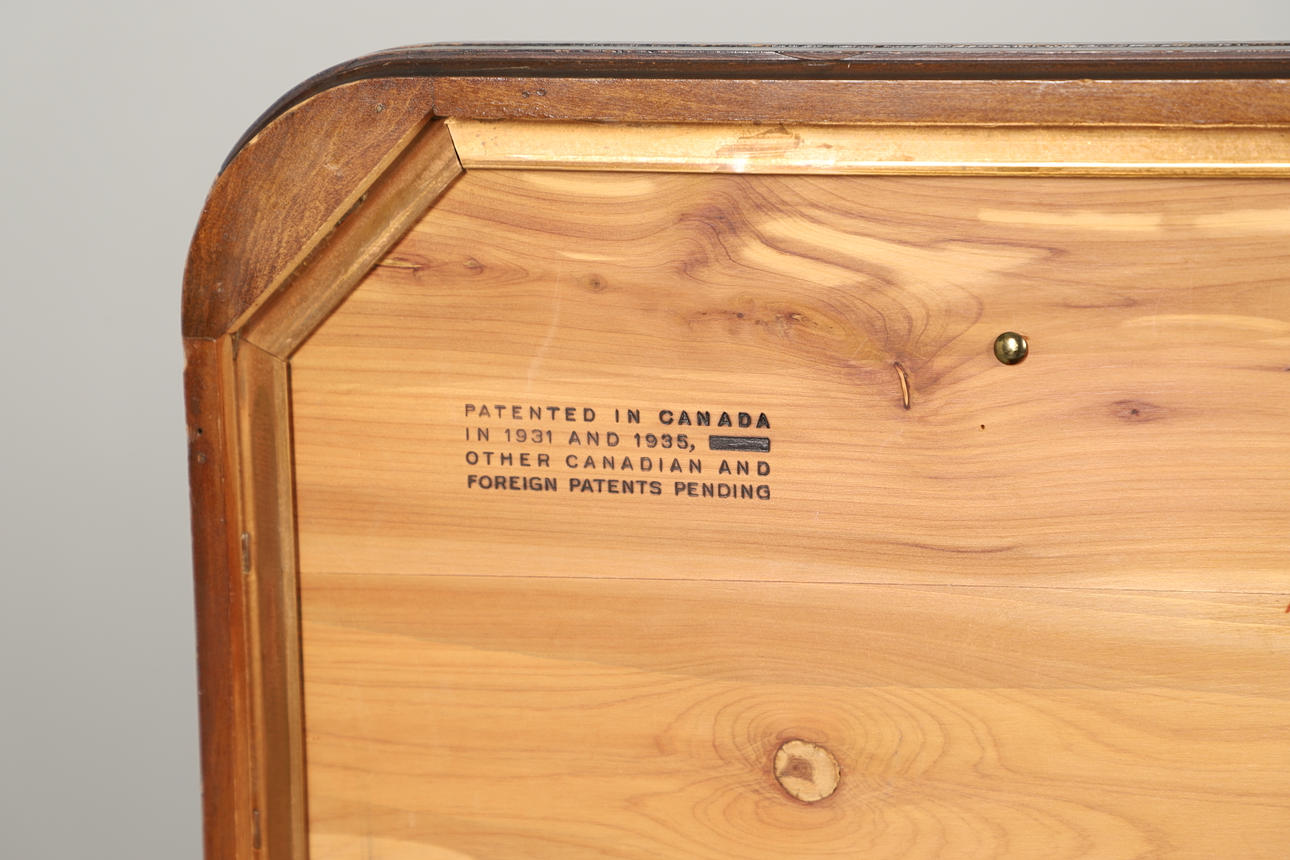 PATENTED IN CANADA
IN 1931 AND 1935,
OTHER CANADIAN AND
FOREIGN PATENTS PENDING